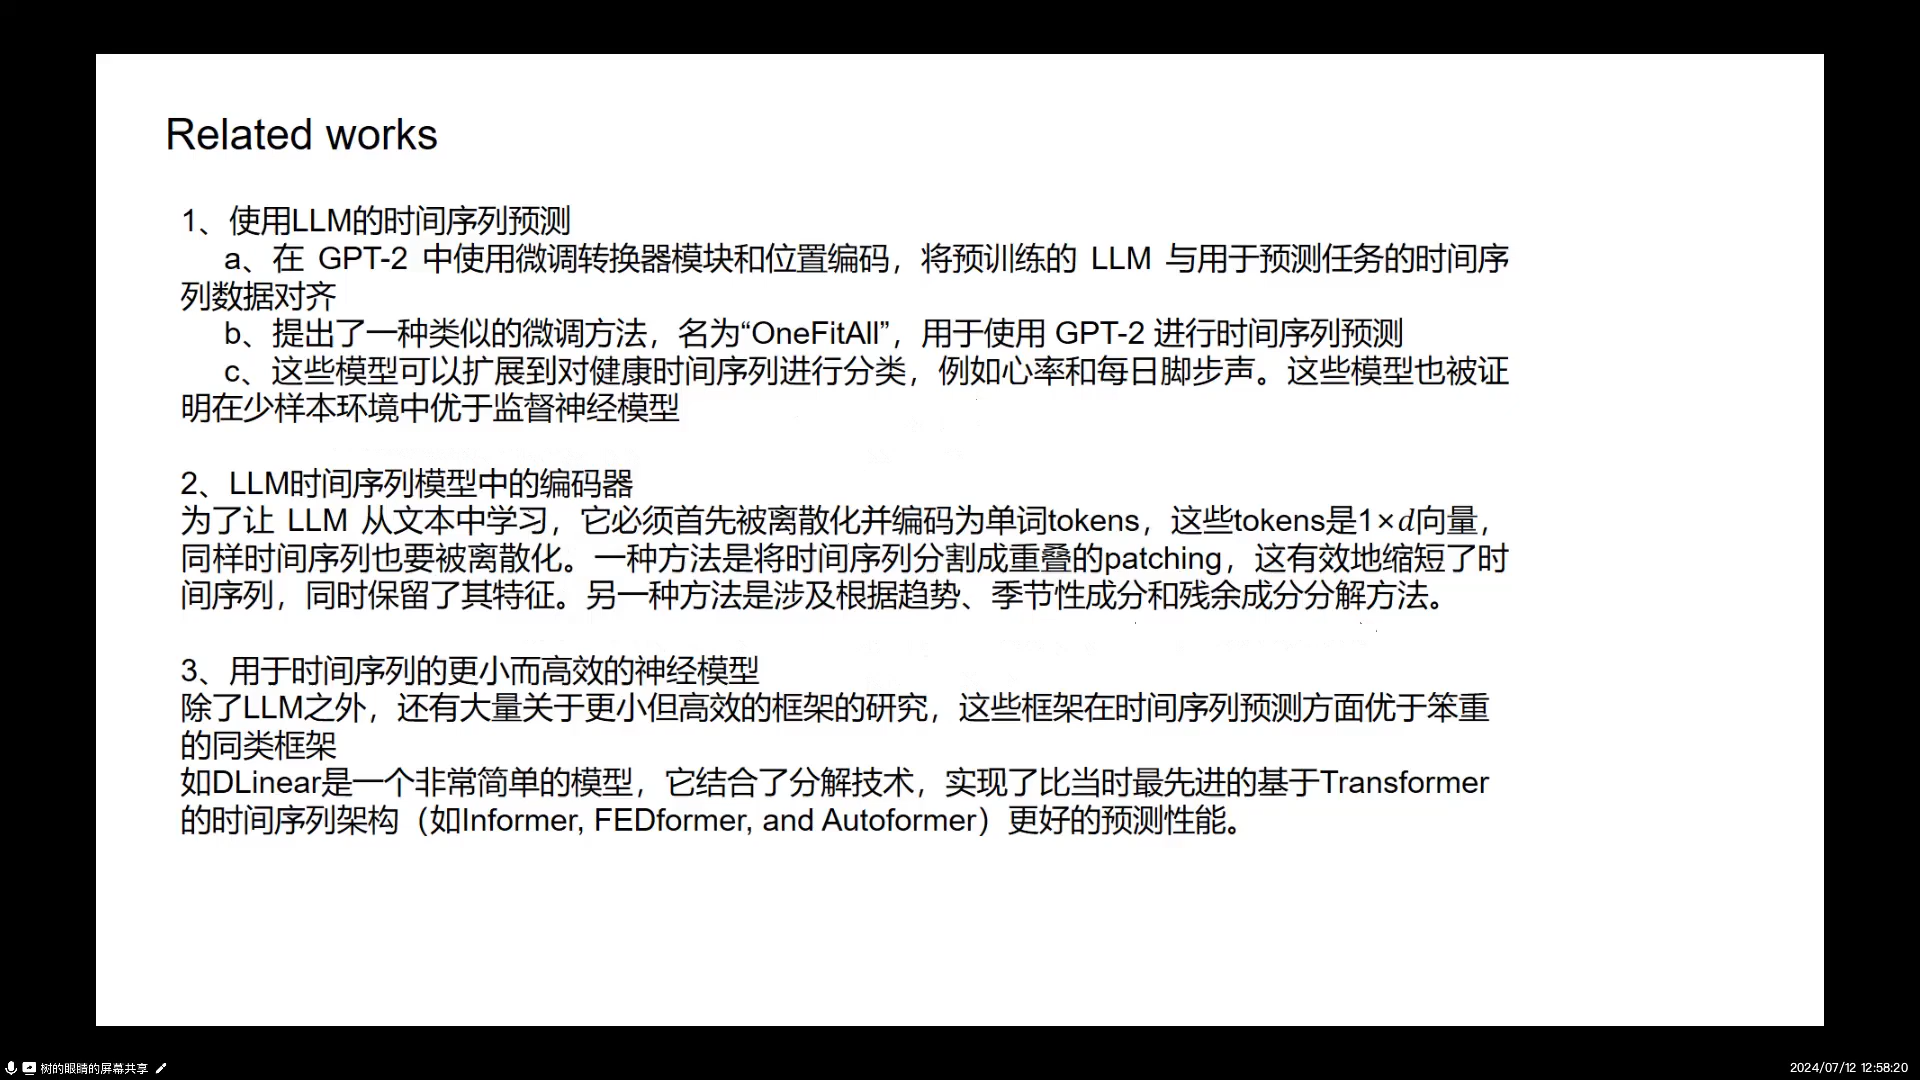 Related works
1、使用LLM的时间序列预测
a、在 GPT-2 中使用微调转换器模块和位置编码，将预训练的 LLM 与用于预测任务的时间序
列数据对齐
b、提出了一种类似的微调方法，名为“OneFitAll”，用于使用 GPT-2 进行时间序列预测
c、这些模型可以扩展到对健康时间序列进行分类，例如心率和每日脚步声。这些模型也被证
明在少样本环境中优于监督神经模型
2、LLM时间序列模型中的编码器
为了让 LLM 从文本中学习，它必须首先被离散化并编码为单词tokens，这些tokens是1×d向量，
同样时间序列也要被离散化。一种方法是将时间序列分割成重叠的patching，这有效地缩短了时
间序列，同时保留了其特征。另一种方法是涉及根据趋势、季节性成分和残余成分分解方法。
3、用于时间序列的更小而高效的神经模型
除了LLM之外，还有大量关于更小但高效的框架的研究，这些框架在时间序列预测方面优于笨重
的同类框架
如DLinear是一个非常简单的模型，它结合了分解技术，实现了比当时最先进的基于Transformer
的时间序列架构（如Informer, FEDformer, and Autoformer）更好的预测性能。
树的眼睛的屏幕共享
2024/07/12 12:58:20